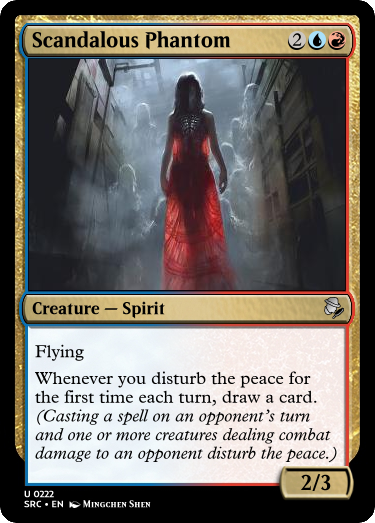 Scandalous Phantom 2
Creature — Spirit
Flying
Whenever you disturb the peace for
the first time each turn, draw a card.
(Casting a spell on an opponent's turn
and one or more creatures dealing combat
damage to an opponent disturb the peace.)
2/3
U 0222
SRC • EN Mingchen Shen